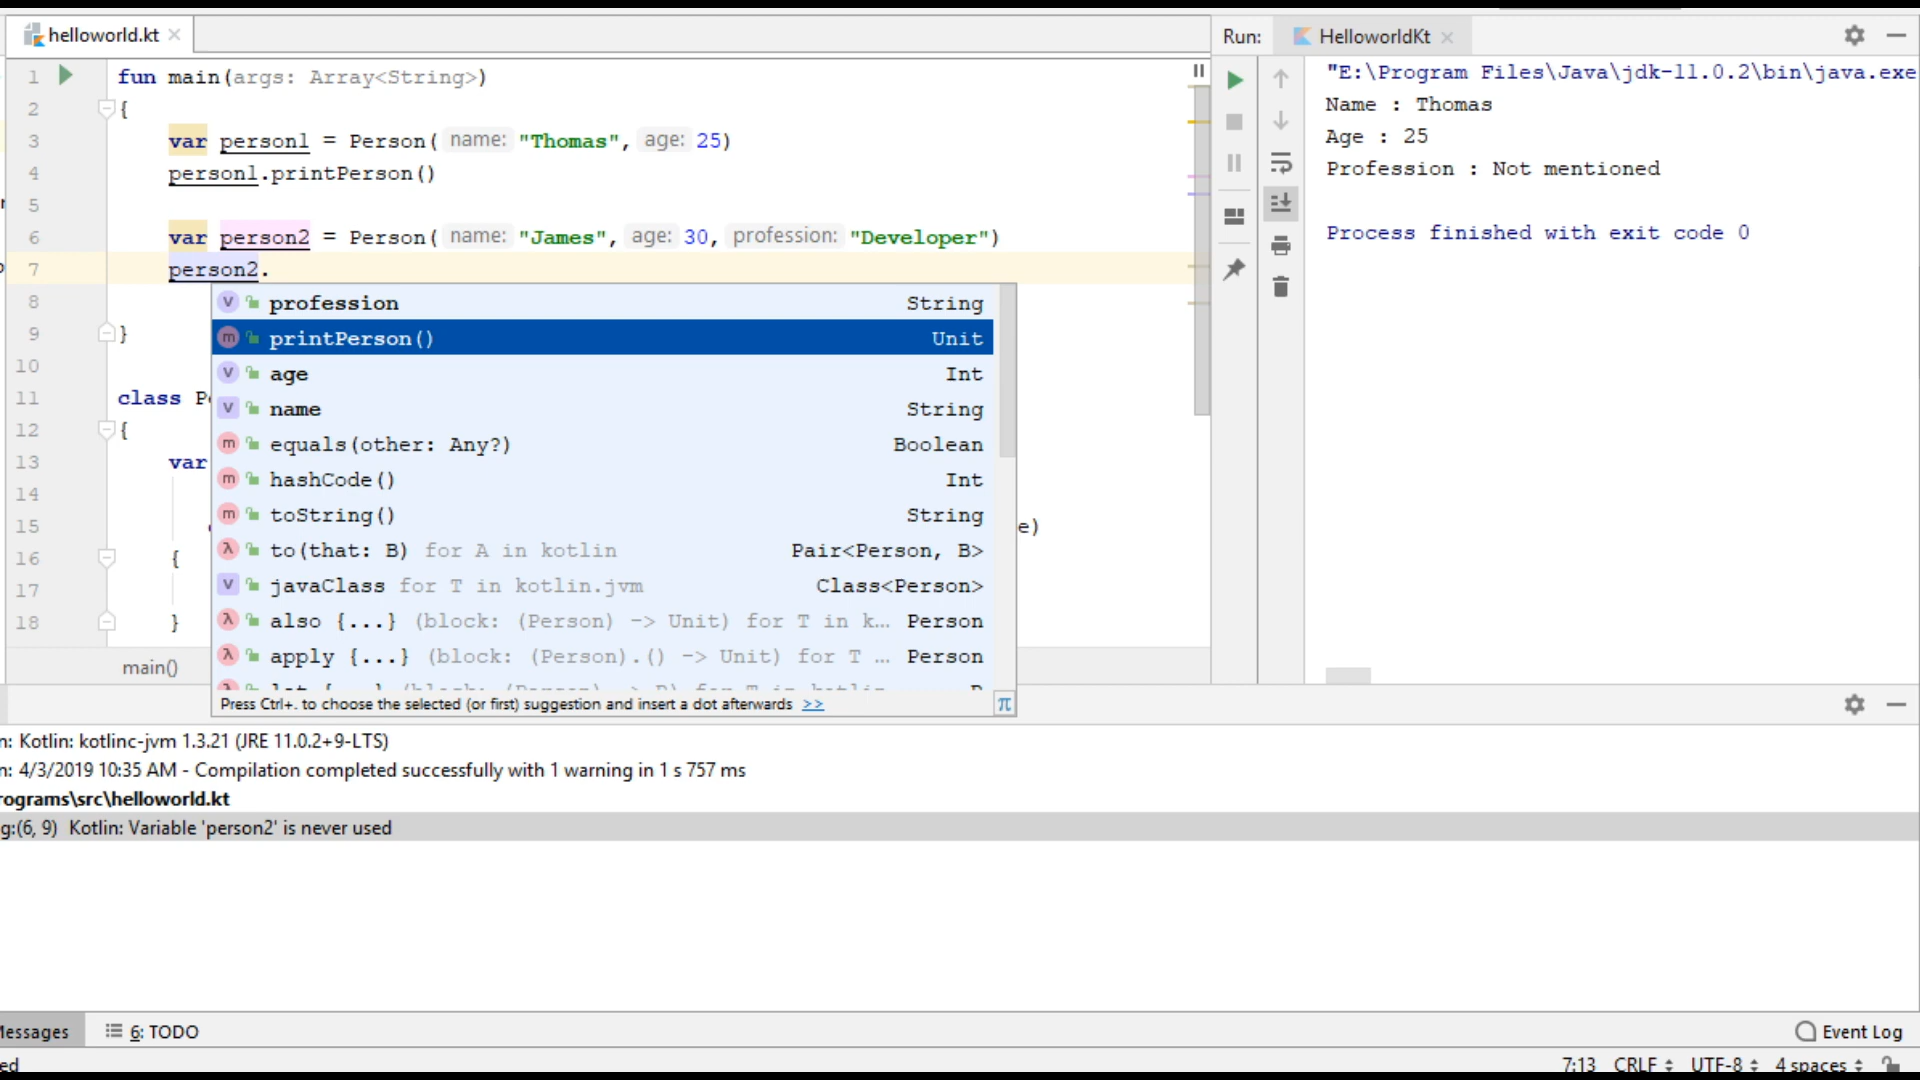 helloworld.kt
Run: HelloworldKt
1 fun main(args: Array<String>)
2 {
3 var person1 = Person( name: "Thomas", age: 25)
4 person1.printPerson()
5
6 var person2 = Person( name: "James", age: 30, profession: "Developer")
7 person2.
8
9 }
10
11 class
12 {
13 var
14
15 e)
16 {
17
18 }
profession String
printPerson() Unit
age Int
name String
equals(other: Any?) Boolean
hashCode() Int
toString() String
to(that: B) for A in kotlin Pair<Person, B>
javaClass for T in kotlin.jvm Class<Person>
also {...} (block: (Person) -> Unit) for T in k... Person
apply {...} (block: (Person).() -> Unit) for T ... Person
Press Ctrl+. to choose the selected (or first) suggestion and insert a dot afterwards >>
π
main()
"E:\Program Files\Java\jdk-11.0.2\bin\java.exe
Name : Thomas
Age : 25
Profession : Not mentioned
Process finished with exit code 0
n: Kotlin: kotlinc-jvm 1.3.21 (JRE 11.0.2+9-LTS)
n: 4/3/2019 10:35 AM - Compilation completed successfully with 1 warning in 1 s 757 ms
rograms\src\helloworld.kt
g:(6, 9) Kotlin: Variable 'person2' is never used
Messages 6: TODO
Event Log
ed
7:13 CRLF UTF-8 4 spaces